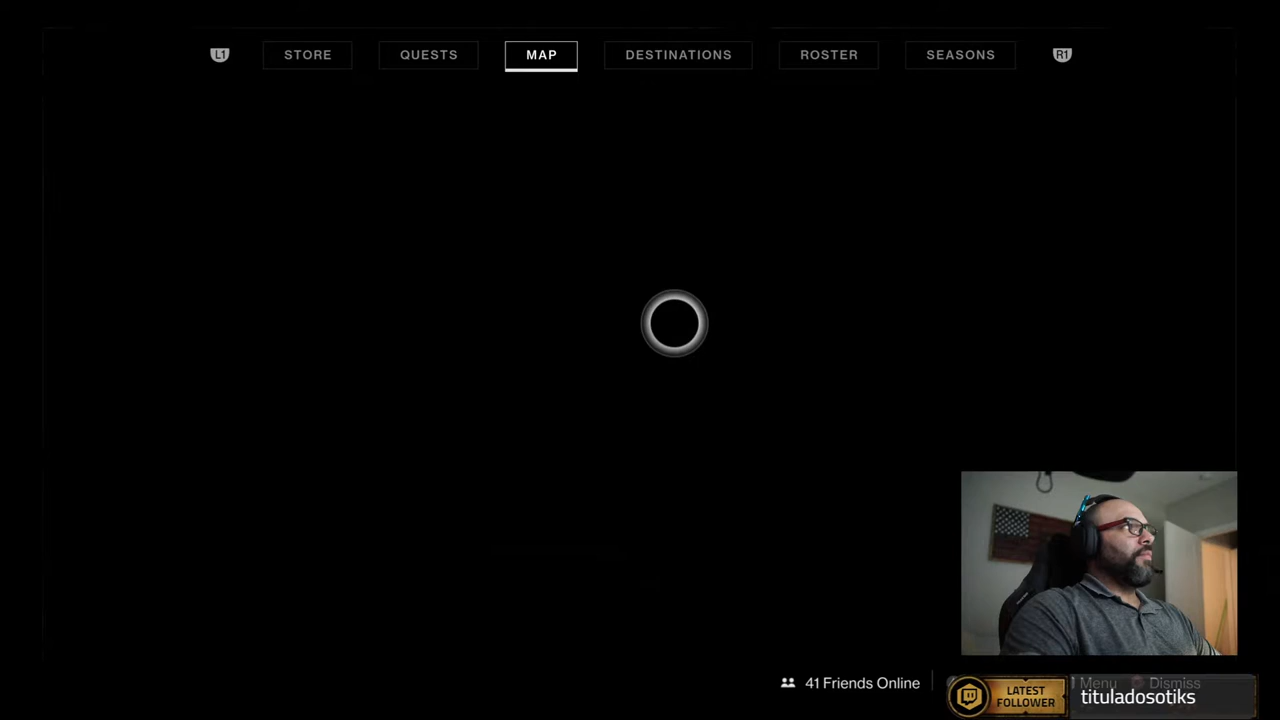 L1 STORE QUESTS MAP DESTINATIONS ROSTER SEASONS R1
41 Friends Online
Menu Dismiss
LATEST
FOLLOWER
tituladosotiks